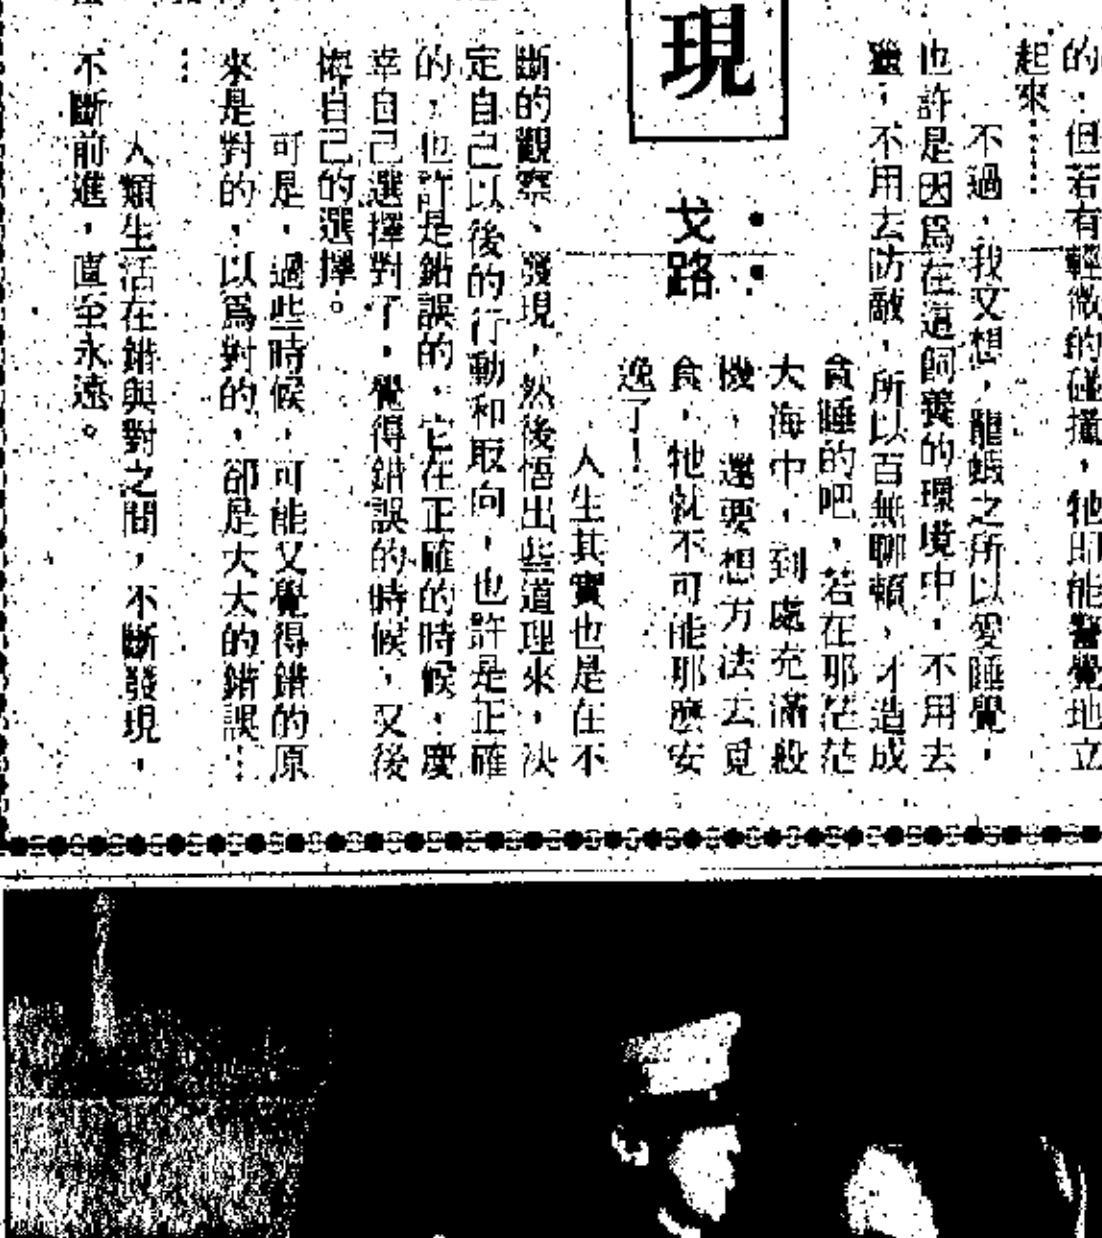 的，但若有輕微的碰撞，牠即能警覺地立
起來……
不過，我又想，龍蝦之所以愛睡覺，
也許是因爲在這飼養的環境中，不用去
獵，不用去防敵，所以百無聊賴，才造成
貪睡的吧，若在那茫茫
大海中，到處充滿殺
機，還要想方法去覓
食，牠就不可能那麼安
逸了！
現
戈路
人生其實也是在不
斷的觀察、發現，然後悟出些道理來，決
定自己以後的行動和取向，也許是正確
的，也許是錯誤的，它在正確的時候，慶
幸自己選擇對了，覺得錯誤的時候，又後
悔自己的選擇。
可是，過些時候，可能又覺得錯的原
來是對的，以爲對的，卻是大大的錯誤…
…
人類生活在錯與對之間，不斷發現，
不斷前進，直至永遠。